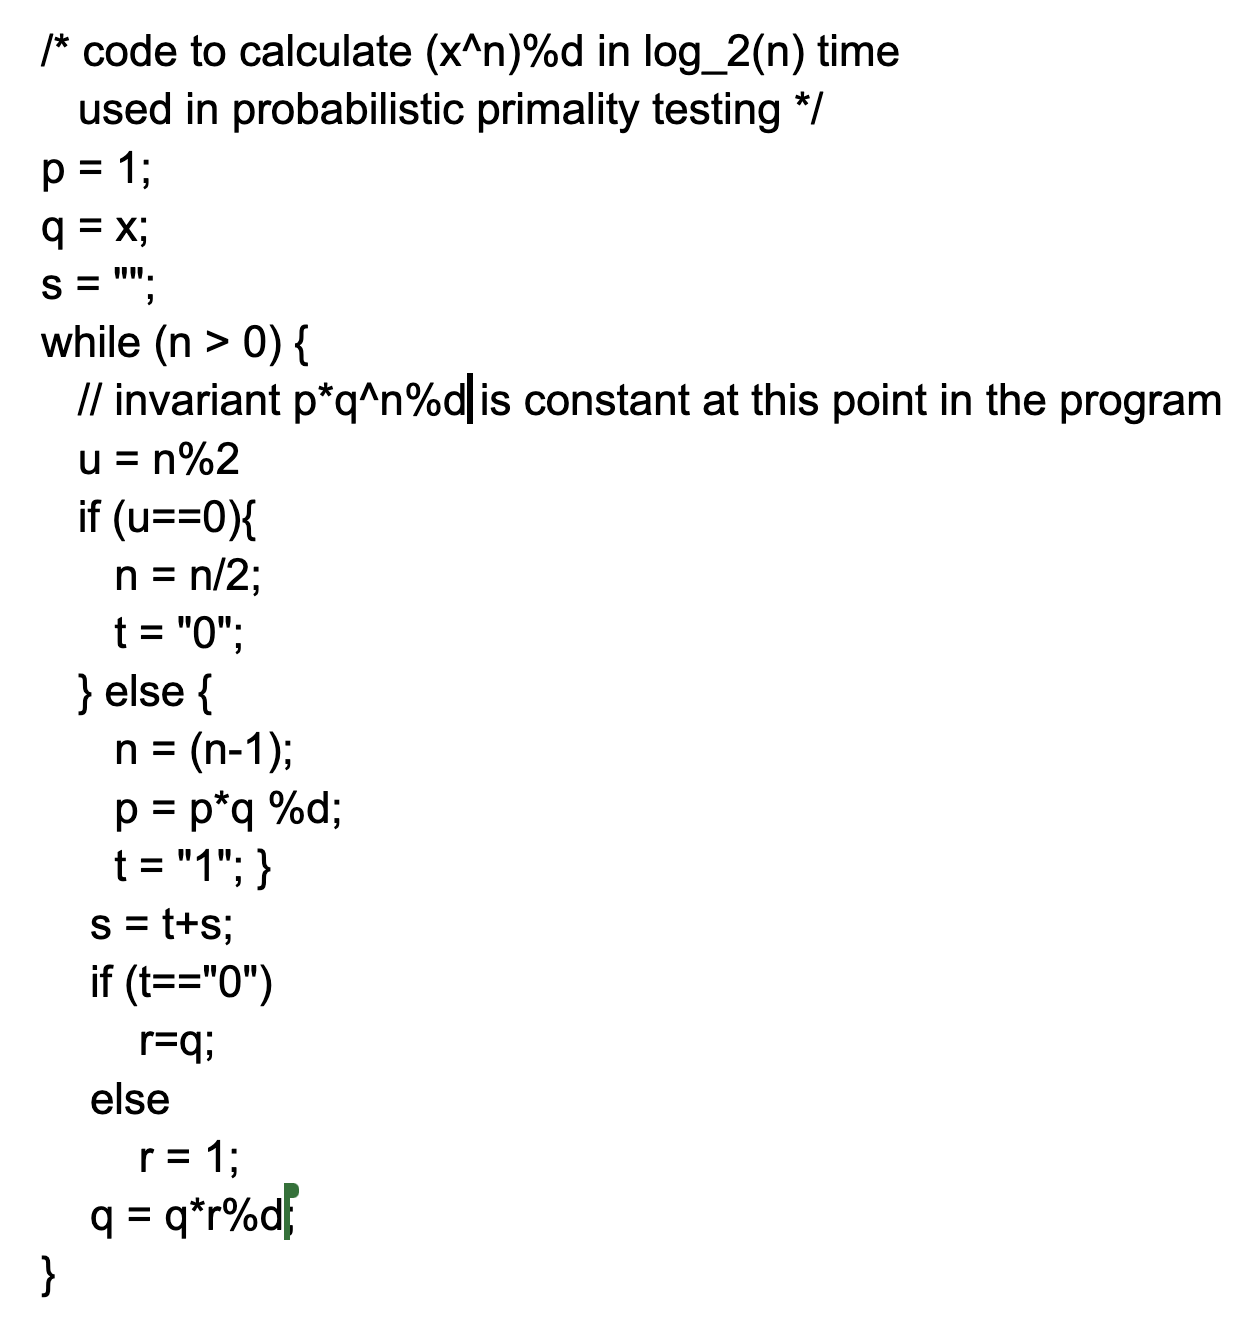 /* code to calculate (x^n)%d in log_2(n) time
used in probabilistic primality testing */
p = 1;
q = x;
s = "";
while (n > 0) {
// invariant p*q^n%d is constant at this point in the program
u = n%2
if (u==0){
n = n/2;
t = "0";
} else {
n = (n-1);
p = p*q %d;
t = "1"; }
s = t+s;
if (t=="0")
r=q;
else
r = 1;
q = q*r%d;
}